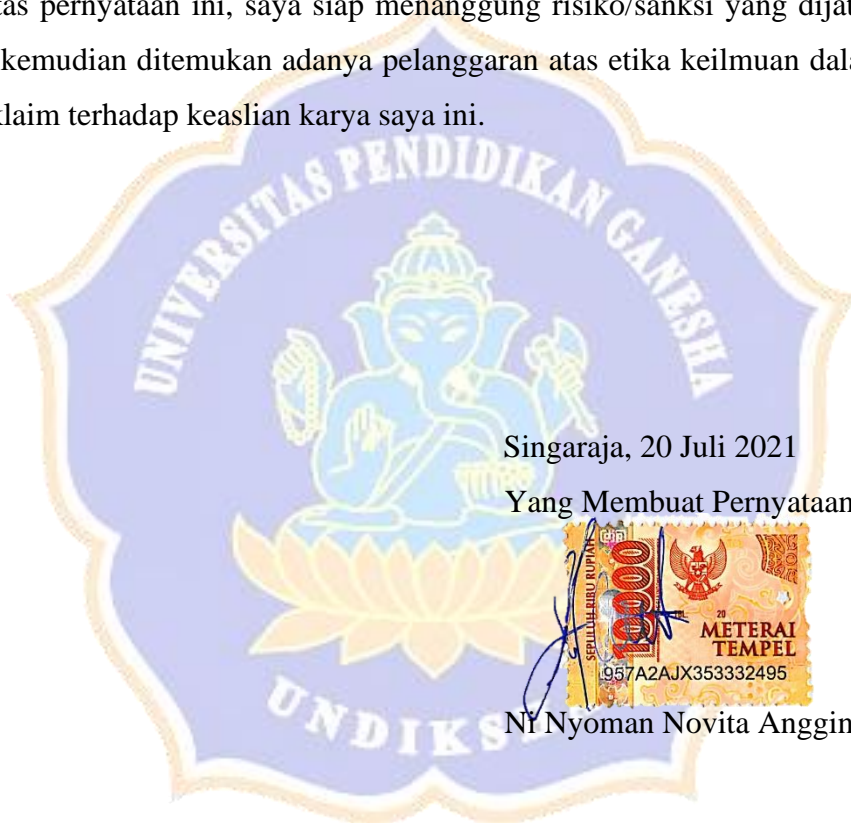 tas pernyataan ini, saya siap menanggung risiko/sanksi yang dijat
kemudian ditemukan adanya pelanggaran atas etika keilmuan dala
klaim terhadap keaslian karya saya ini.
UNIVERSITAS PENDIDIKAN GANESHA
Singaraja, 20 Juli 2021
Yang Membuat Pernyataan
SEPULUH RIBU RUPIAH
10000
20
METERAI
TEMPEL
957A2AJX353332495
Ni Nyoman Novita Anggin